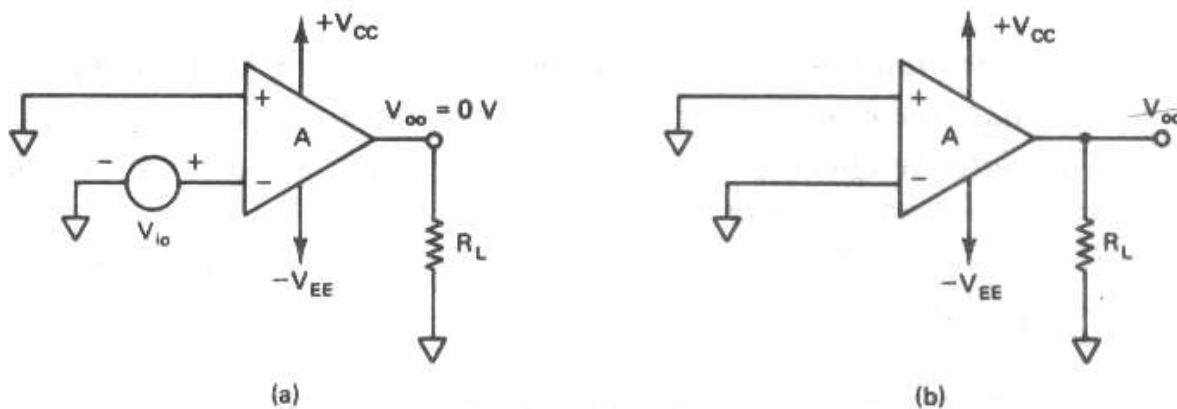 +V_CC
+
V_oo = 0 V
A
− +
−
V_io
R_L
−V_EE
(a)
+V_CC
+
V_oo
A
−
R_L
−V_EE
(b)